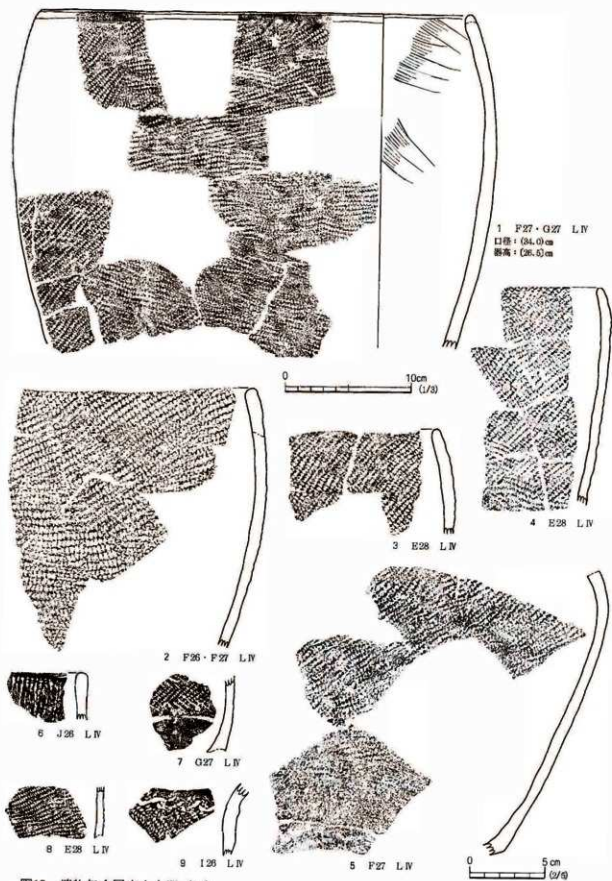 1 F27・G27 LⅣ
口径:(34.0)cm
器高:(26.5)cm
0 10cm
(1/3)
4 E28 LⅣ
3 E28 LⅣ
2 F26・F27 LⅣ
6 J26 LⅣ
7 G27 LⅣ
8 E28 LⅣ
9 I26 LⅣ
5 F27 LⅣ
0 5cm
(2/5)